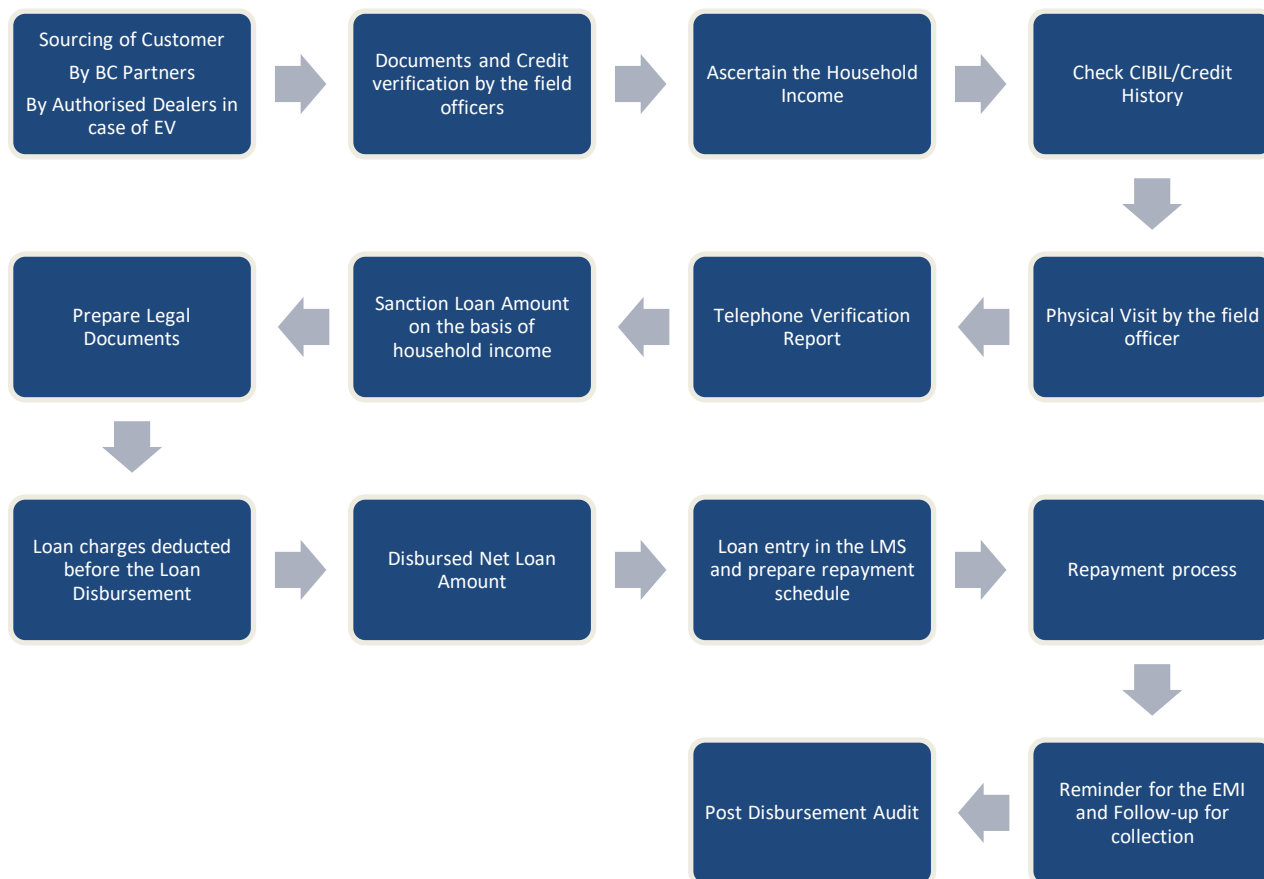 Sourcing of Customer
By BC Partners
By Authorised Dealers in
case of EV
Documents and Credit
verification by the field
officers
Ascertain the Household
Income
Check CIBIL/Credit
History
Physical Visit by the field
officer
Telephone Verification
Report
Sanction Loan Amount
on the basis of
household income
Prepare Legal
Documents
Loan charges deducted
before the Loan
Disbursement
Disbursed Net Loan
Amount
Loan entry in the LMS
and prepare repayment
schedule
Repayment process
Reminder for the EMI
and Follow-up for
collection
Post Disbursement Audit